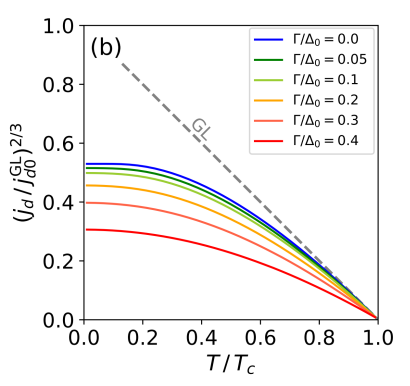 (b)
GL
Γ/Δ₀ = 0.0
Γ/Δ₀ = 0.05
Γ/Δ₀ = 0.1
Γ/Δ₀ = 0.2
Γ/Δ₀ = 0.3
Γ/Δ₀ = 0.4
(j_d / j_{d0}^{GL})^{2/3}
1.0
0.8
0.6
0.4
0.2
0.0
0.0 0.2 0.4 0.6 0.8 1.0
T / T_c